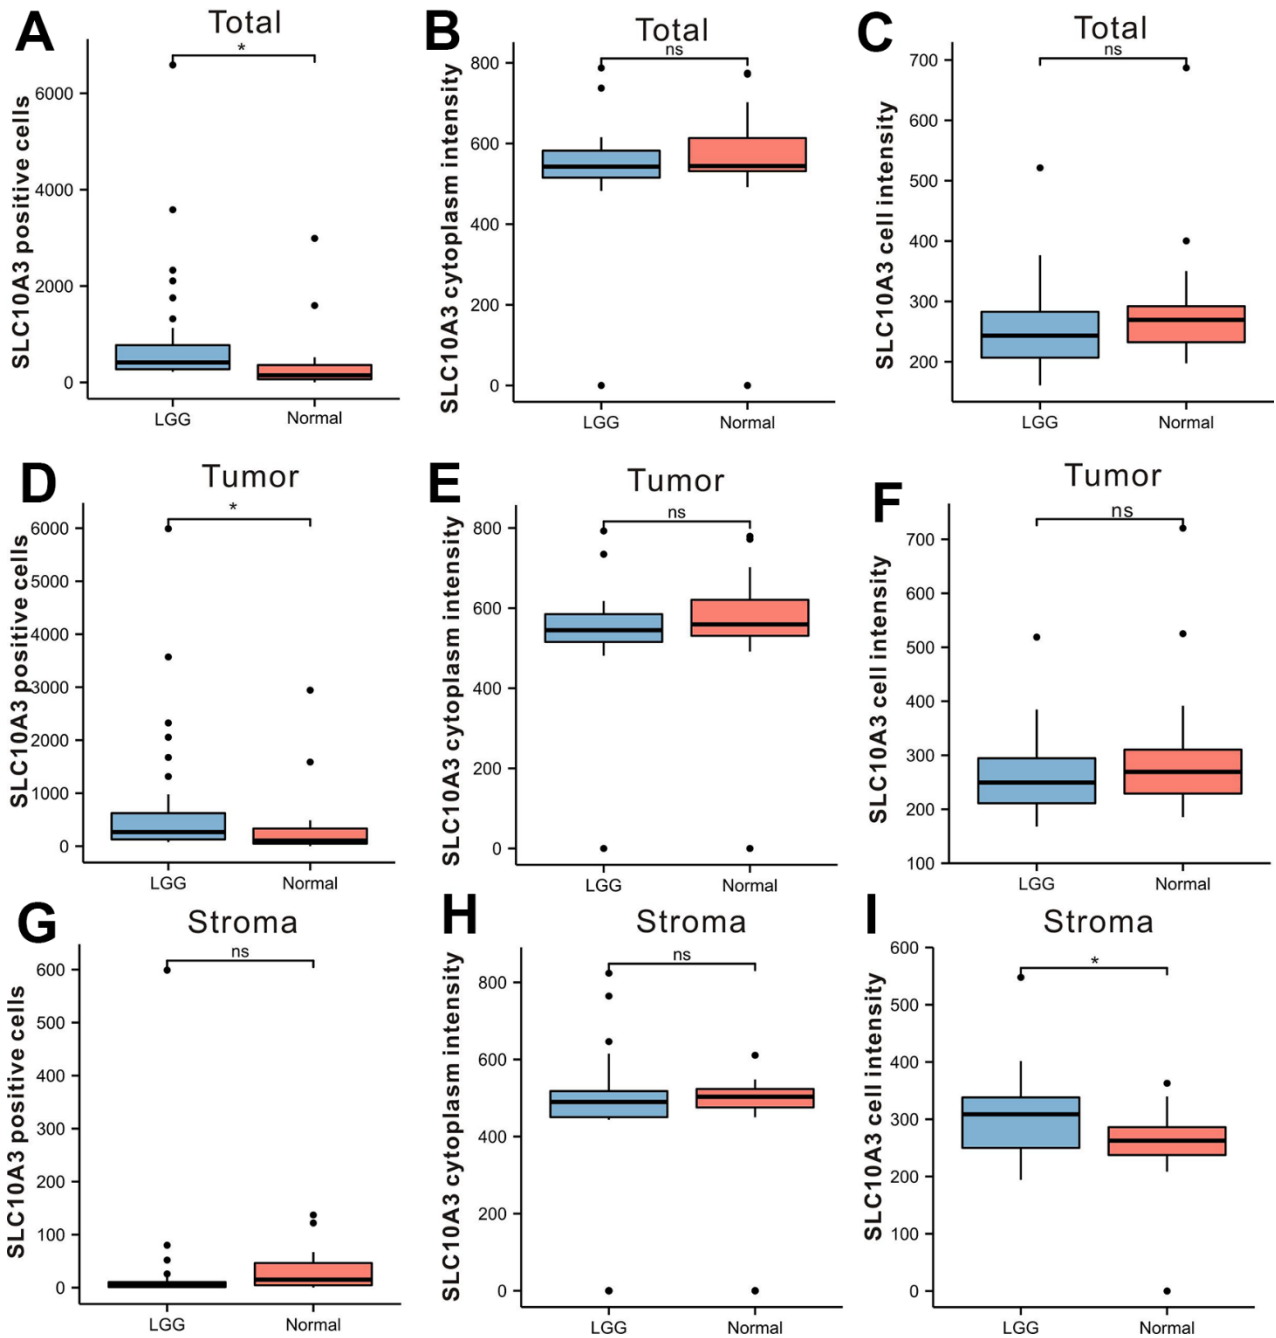 A
Total
*
SLC10A3 positive cells
6000
4000
2000
0
LGG
Normal
B
Total
ns
SLC10A3 cytoplasm intensity
800
600
400
200
0
LGG
Normal
C
Total
ns
SLC10A3 cell intensity
700
600
500
400
300
200
LGG
Normal
D
Tumor
*
SLC10A3 positive cells
6000
5000
4000
3000
2000
1000
0
LGG
Normal
E
Tumor
ns
SLC10A3 cytoplasm intensity
800
600
400
200
0
LGG
Normal
F
Tumor
ns
SLC10A3 cell intensity
700
600
500
400
300
200
100
LGG
Normal
G
Stroma
ns
SLC10A3 positive cells
600
500
400
300
200
100
0
LGG
Normal
H
Stroma
ns
SLC10A3 cytoplasm intensity
800
600
400
200
0
LGG
Normal
I
Stroma
*
SLC10A3 cell intensity
600
500
400
300
200
100
0
LGG
Normal